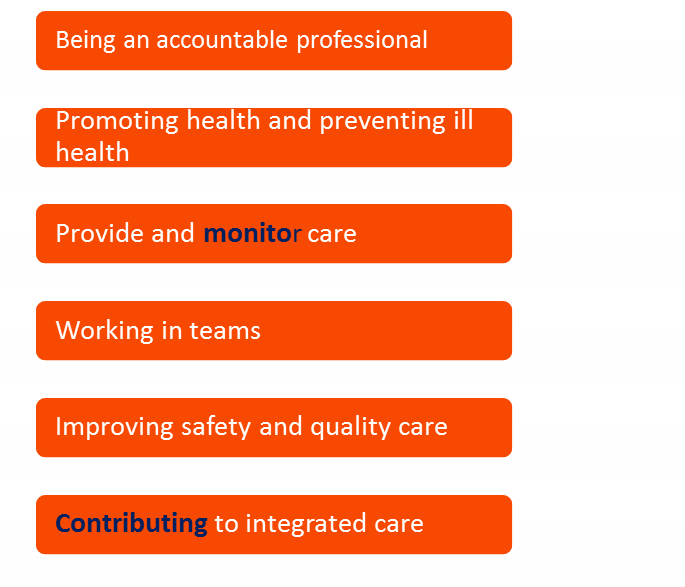 Being an accountable professional
Promoting health and preventing ill
health
Provide and monitor care
Working in teams
Improving safety and quality care
Contributing to integrated care